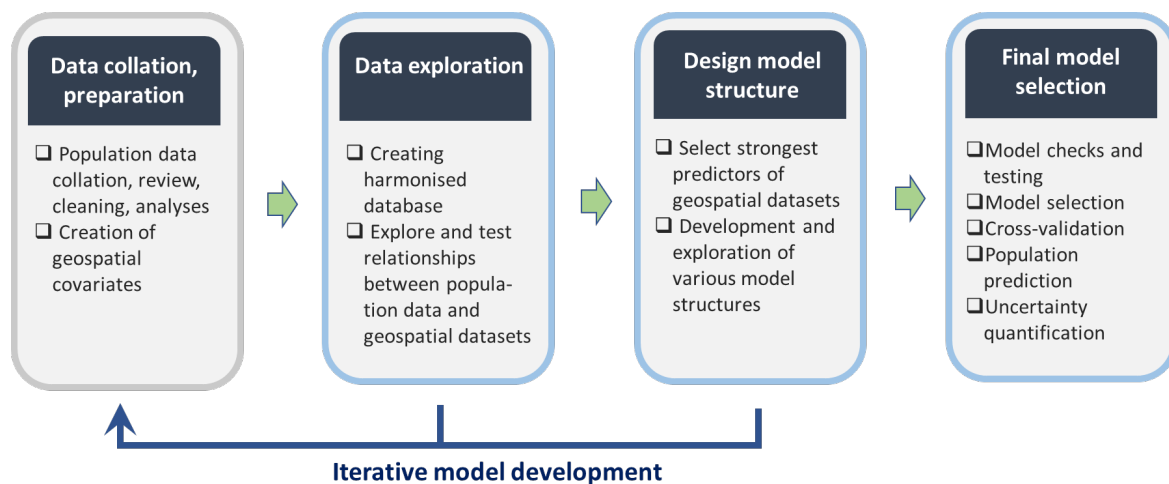 Data collation,
preparation
❑ Population data
collation, review,
cleaning, analyses
❑ Creation of
geospatial
covariates
Data exploration
❑ Creating
harmonised
database
❑ Explore and test
relationships
between popula-
tion data and
geospatial datasets
Design model
structure
❑ Select strongest
predictors of
geospatial datasets
❑ Development and
exploration of
various model
structures
Final model
selection
❑Model checks and
testing
❑Model selection
❑Cross-validation
❑Population
prediction
❑Uncertainty
quantification
Iterative model development